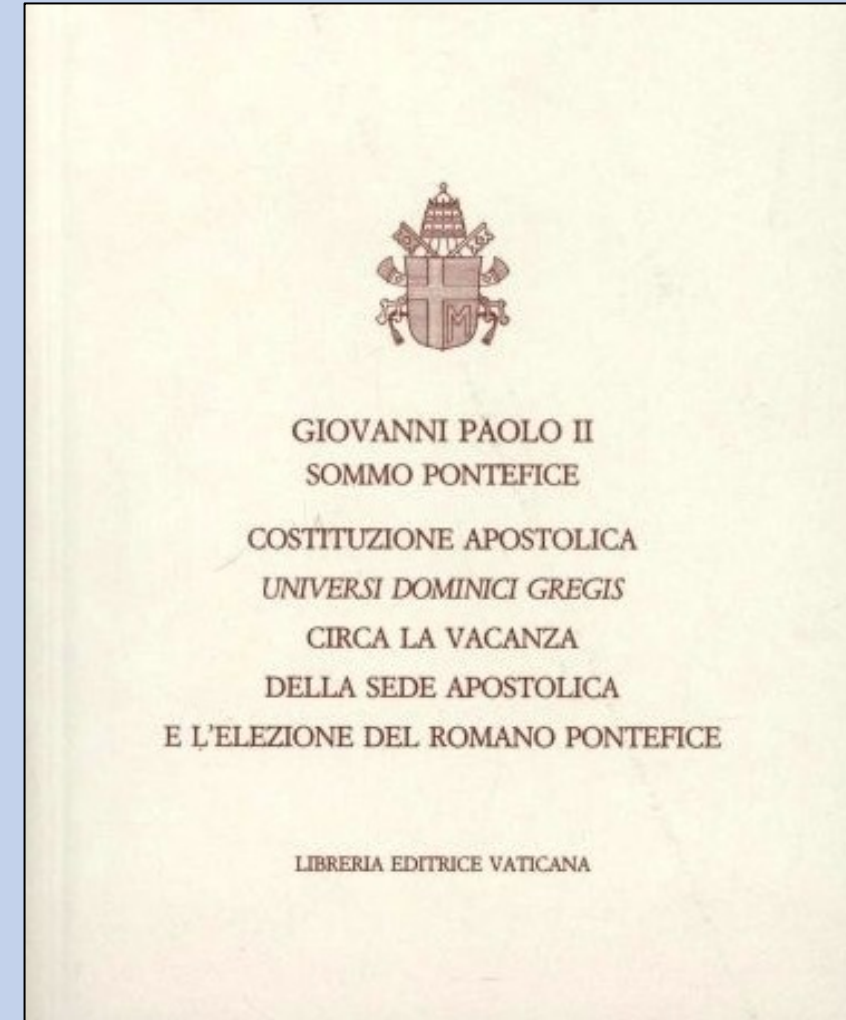 GIOVANNI PAOLO II
SOMMO PONTEFICE
COSTITUZIONE APOSTOLICA
UNIVERSI DOMINICI GREGIS
CIRCA LA VACANZA
DELLA SEDE APOSTOLICA
E L'ELEZIONE DEL ROMANO PONTEFICE
LIBRERIA EDITRICE VATICANA
M